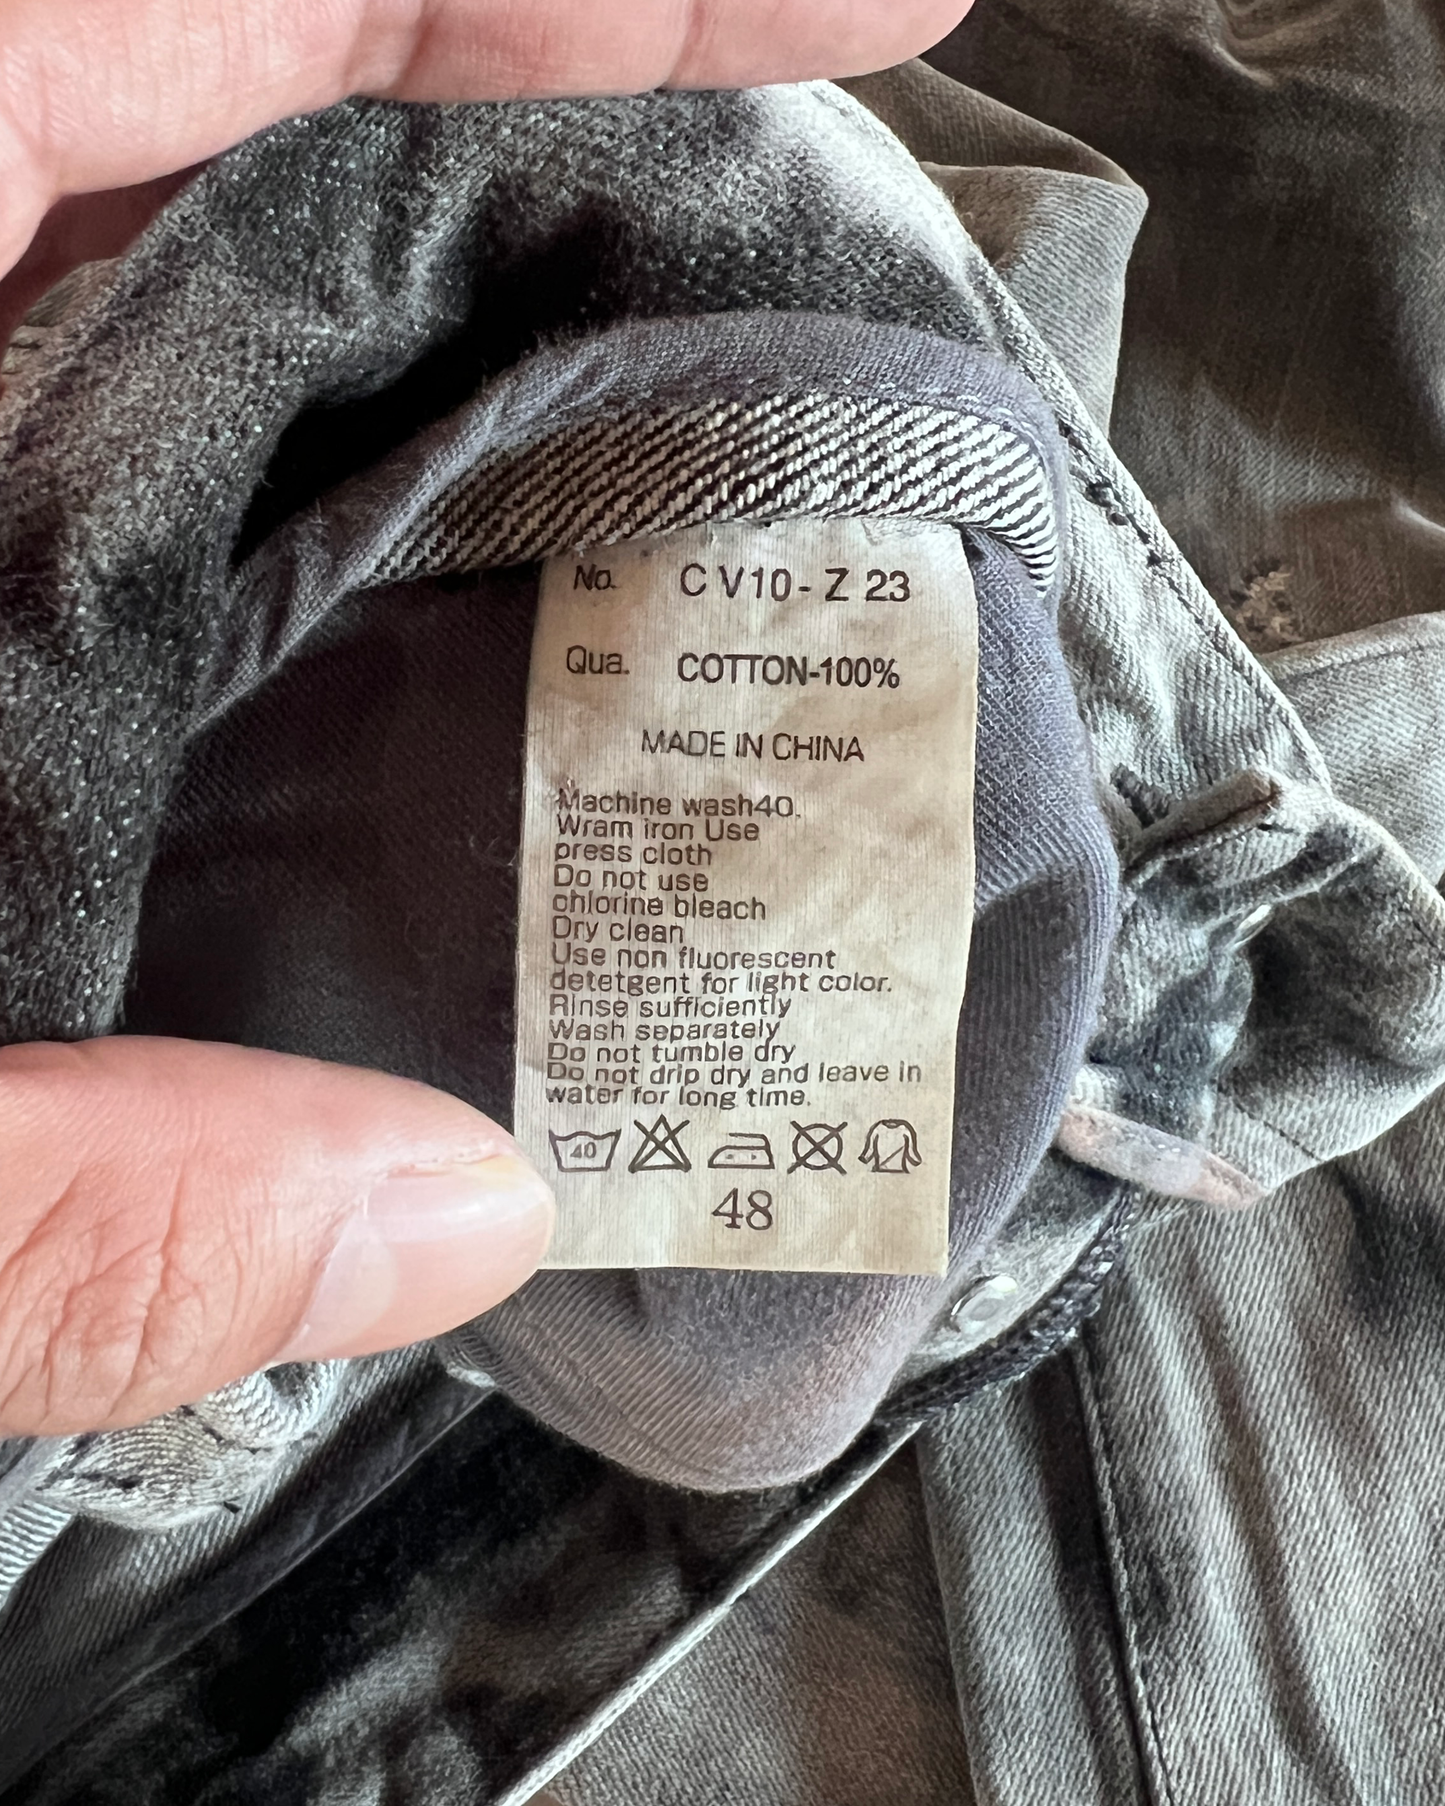 No. CV10-Z23
Qua. COTTON-100%
MADE IN CHINA
Machine wash40.
Wram iron Use
press cloth
Do not use
chlorine bleach
Dry clean
Use non fluorescent
detetgent for light color.
Rinse sufficiently
Wash separately
Do not tumble dry
Do not drip dry and leave in
water for long time.
40
48